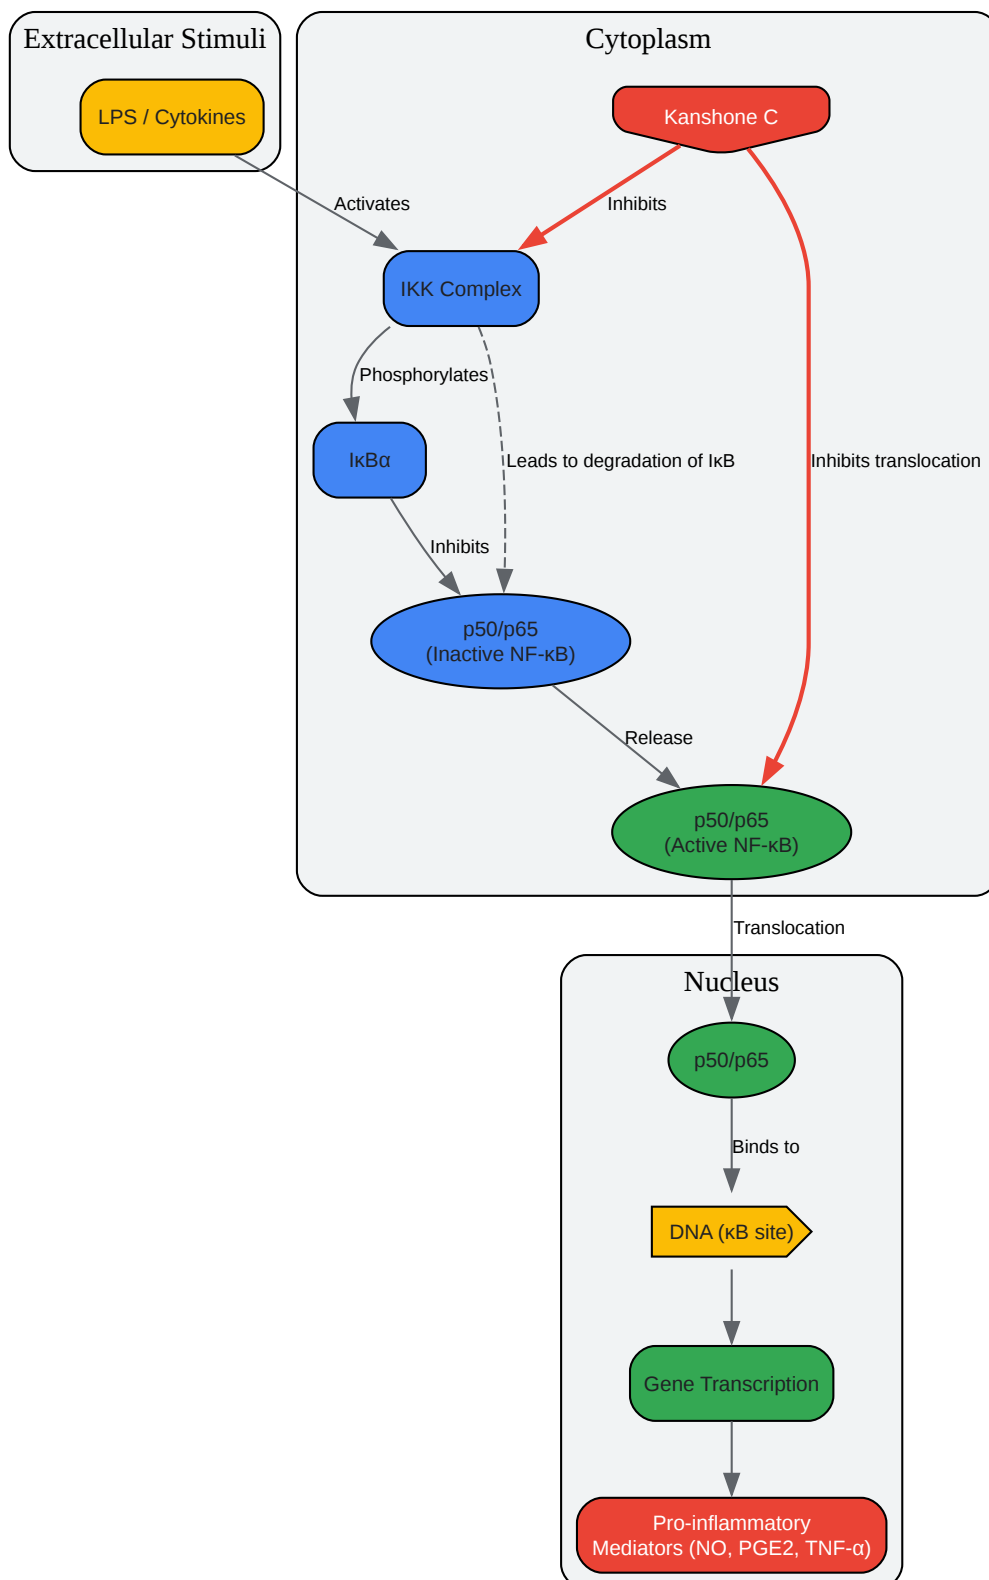 Extracellular Stimuli
Cytoplasm
LPS / Cytokines
Kanshone C
Activates
Inhibits
IKK Complex
Phosphorylates
IκBα
Leads to degradation of IκB
Inhibits translocation
Inhibits
p50/p65
(Inactive NF-κB)
Release
p50/p65
(Active NF-κB)
Translocation
Nucleus
p50/p65
Binds to
DNA (κB site)
Gene Transcription
Pro-inflammatory
Mediators (NO, PGE2, TNF-α)